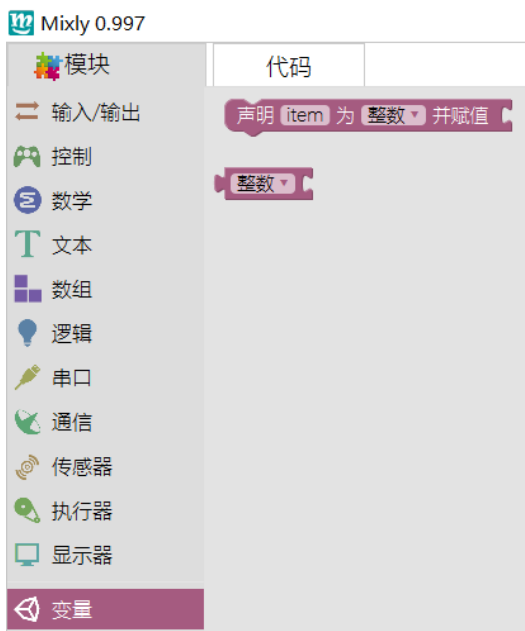 Mixly 0.997
模块 代码
声明 item 为 整数 并赋值
整数
输入/输出
控制
数学
文本
数组
逻辑
串口
通信
传感器
执行器
显示器
变量